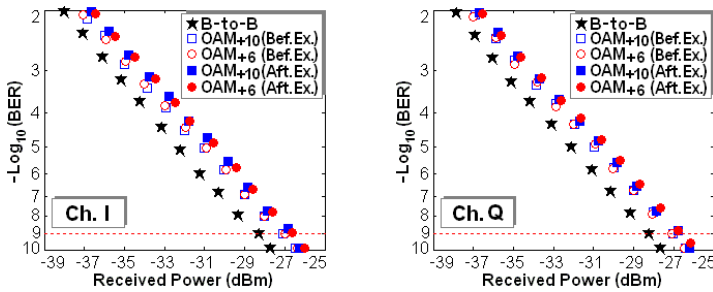 -Log10(BER)
2
3
4
5
6
7
8
9
10
B-to-B
OAM+10(Bef.Ex.)
OAM+6 (Bef.Ex.)
OAM+10(Aft.Ex.)
OAM+6 (Aft.Ex.)
Ch. I
-39 -37 -35 -33 -31 -29 -27 -25
Received Power (dBm)
-Log10(BER)
2
3
4
5
6
7
8
9
10
B-to-B
OAM+10(Bef.Ex.)
OAM+6 (Bef.Ex.)
OAM+10(Aft.Ex.)
OAM+6 (Aft.Ex.)
Ch. Q
-39 -37 -35 -33 -31 -29 -27 -25
Received Power (dBm)